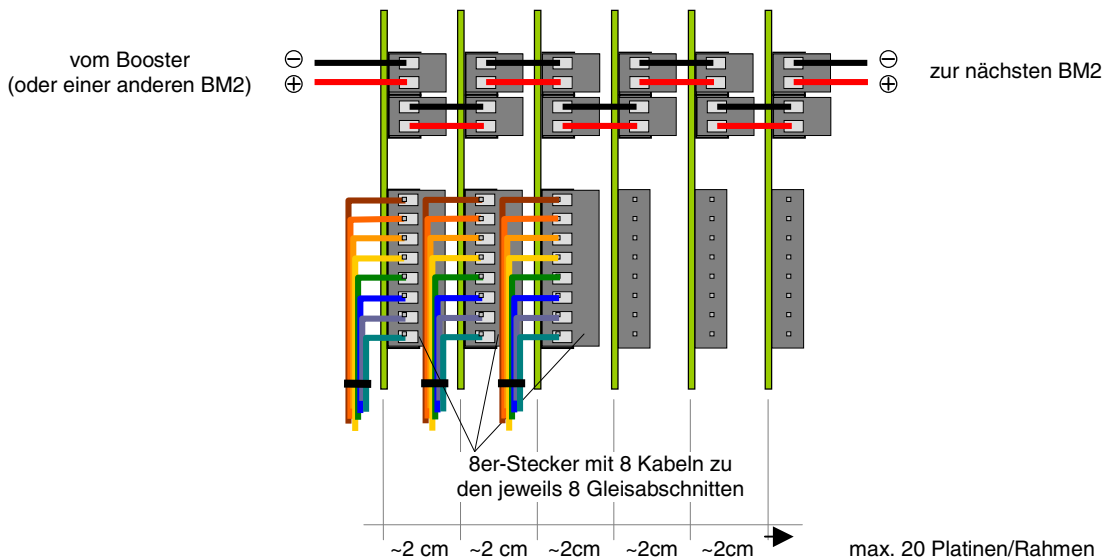 vom Booster
(oder einer anderen BM2)
⊖
⊕
⊖
⊕
zur nächsten BM2
8er-Stecker mit 8 Kabeln zu
den jeweils 8 Gleisabschnitten
~2 cm ~2 cm ~2cm ~2cm ~2cm max. 20 Platinen/Rahmen